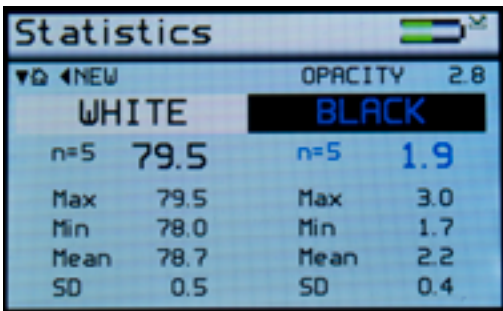 Statistics
NEW OPACITY 2.8
WHITE BLACK
n=5 79.5 n=5 1.9
Max 79.5 Max 3.0
Min 78.0 Min 1.7
Mean 78.7 Mean 2.2
SD 0.5 SD 0.4